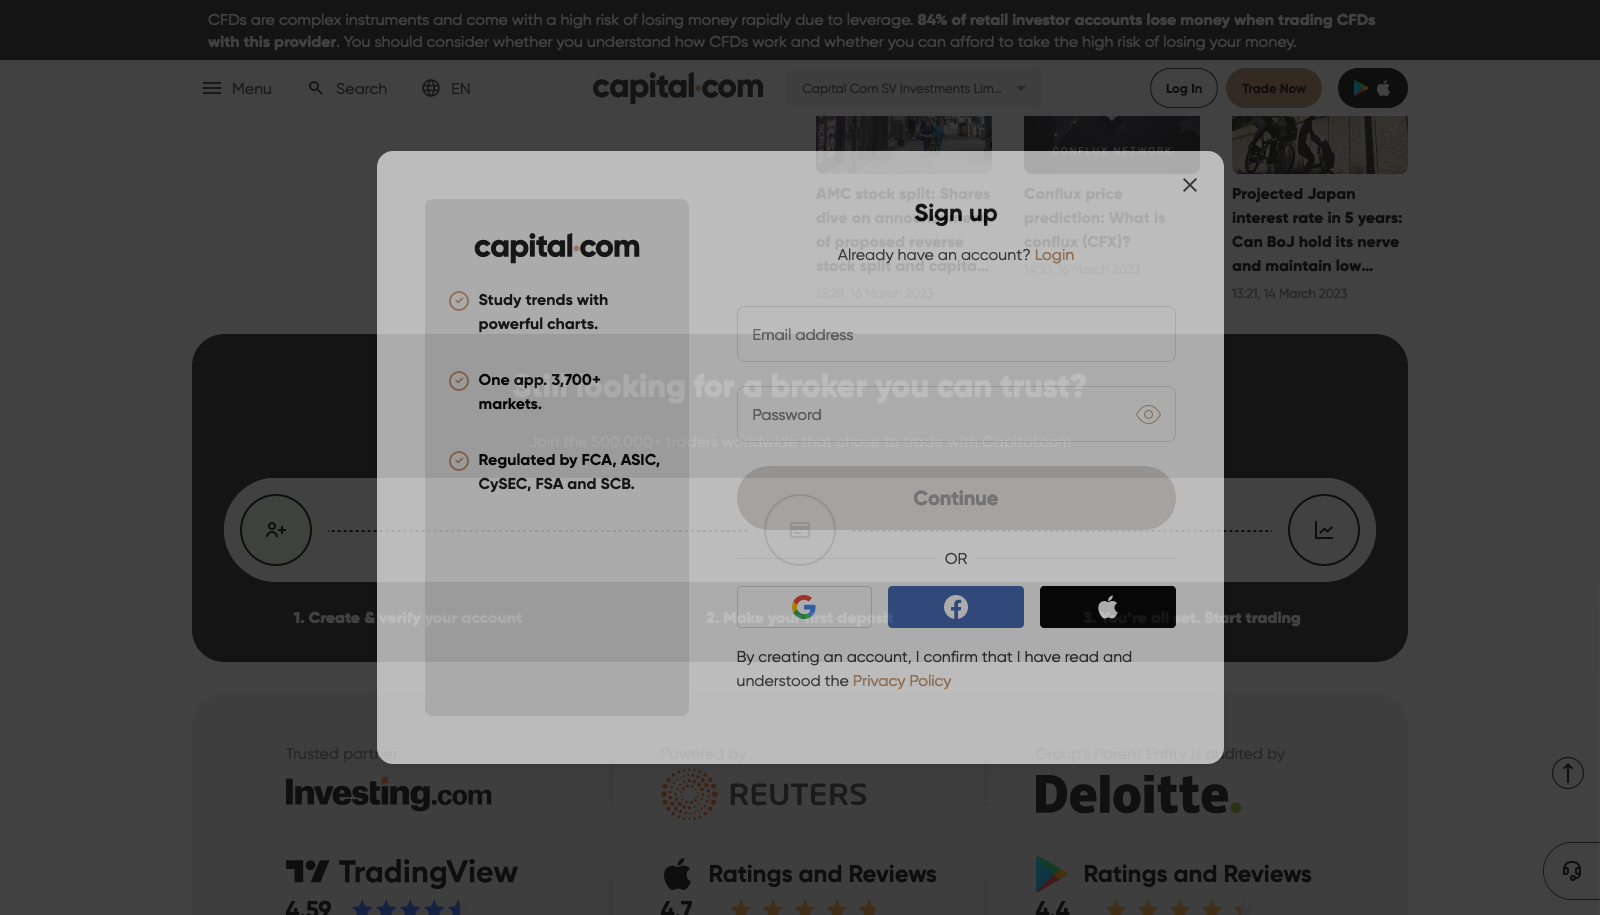 CFDs are complex instruments and come with a high risk of losing money rapidly due to leverage. 84% of retail investor accounts lose money when trading CFDs
with this provider. You should consider whether you understand how CFDs work and whether you can afford to take the high risk of losing your money.
Menu
Search
EN
capital.com
Capital Com SV Investments Lim...
Log In
Trade Now
CONFLUX NETWORK
AMC stock split: Shares
dive on
of proposed reverse
stock split and capita...
15:28, 16 March 2023
Conflux price
prediction: What is
conflux (CFX)?
14:10, 16 March 2023
Projected Japan
interest rate in 5 years:
Can BoJ hold its nerve
and maintain low...
13:21, 14 March 2023
capital.com
Study trends with
powerful charts.
One app. 3,700+
markets.
Regulated by FCA, ASIC,
CySEC, FSA and SCB.
Sign up
Already have an account? Login
Email address
Password
Continue
OR
By creating an account, I confirm that I have read and
understood the Privacy Policy
Still looking for a broker you can trust?
Join the 500.000+ traders worldwide that chose to trade with Capital.com
1. Create & verify your account
2. Make your first deposit
3. You're all set. Start trading
Trusted partner
Investing.com
Powered by
REUTERS
Group's Parent Entity is audited by
Deloitte.
TradingView
4.59
Ratings and Reviews
4.7
Ratings and Reviews
4.4